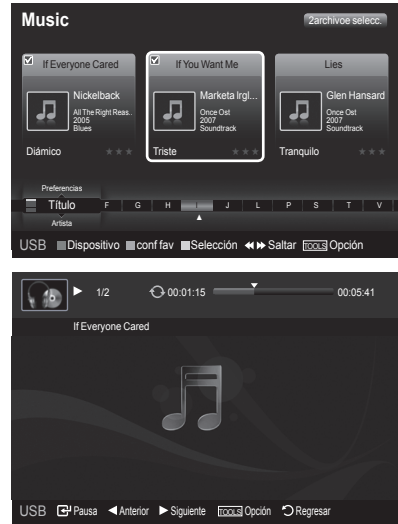 Music
2archivoe selecc.
If Everyone Cared
If You Want Me
Lies
Nickelback
All The Right Reas..
2005
Blues
Marketa Irgl...
Once Ost
2007
Soundtrack
Glen Hansard
Once Ost
2007
Soundtrack
Diámico
Triste
Tranquilo
Preferencias
Título F G H I J L P S T V
Artista
USB Dispositivo conf fav Selección Saltar TOOLS Opción
1/2 00:01:15 00:05:41
If Everyone Cared
USB Pausa Anterior Siguiente TOOLS Opción Regresar